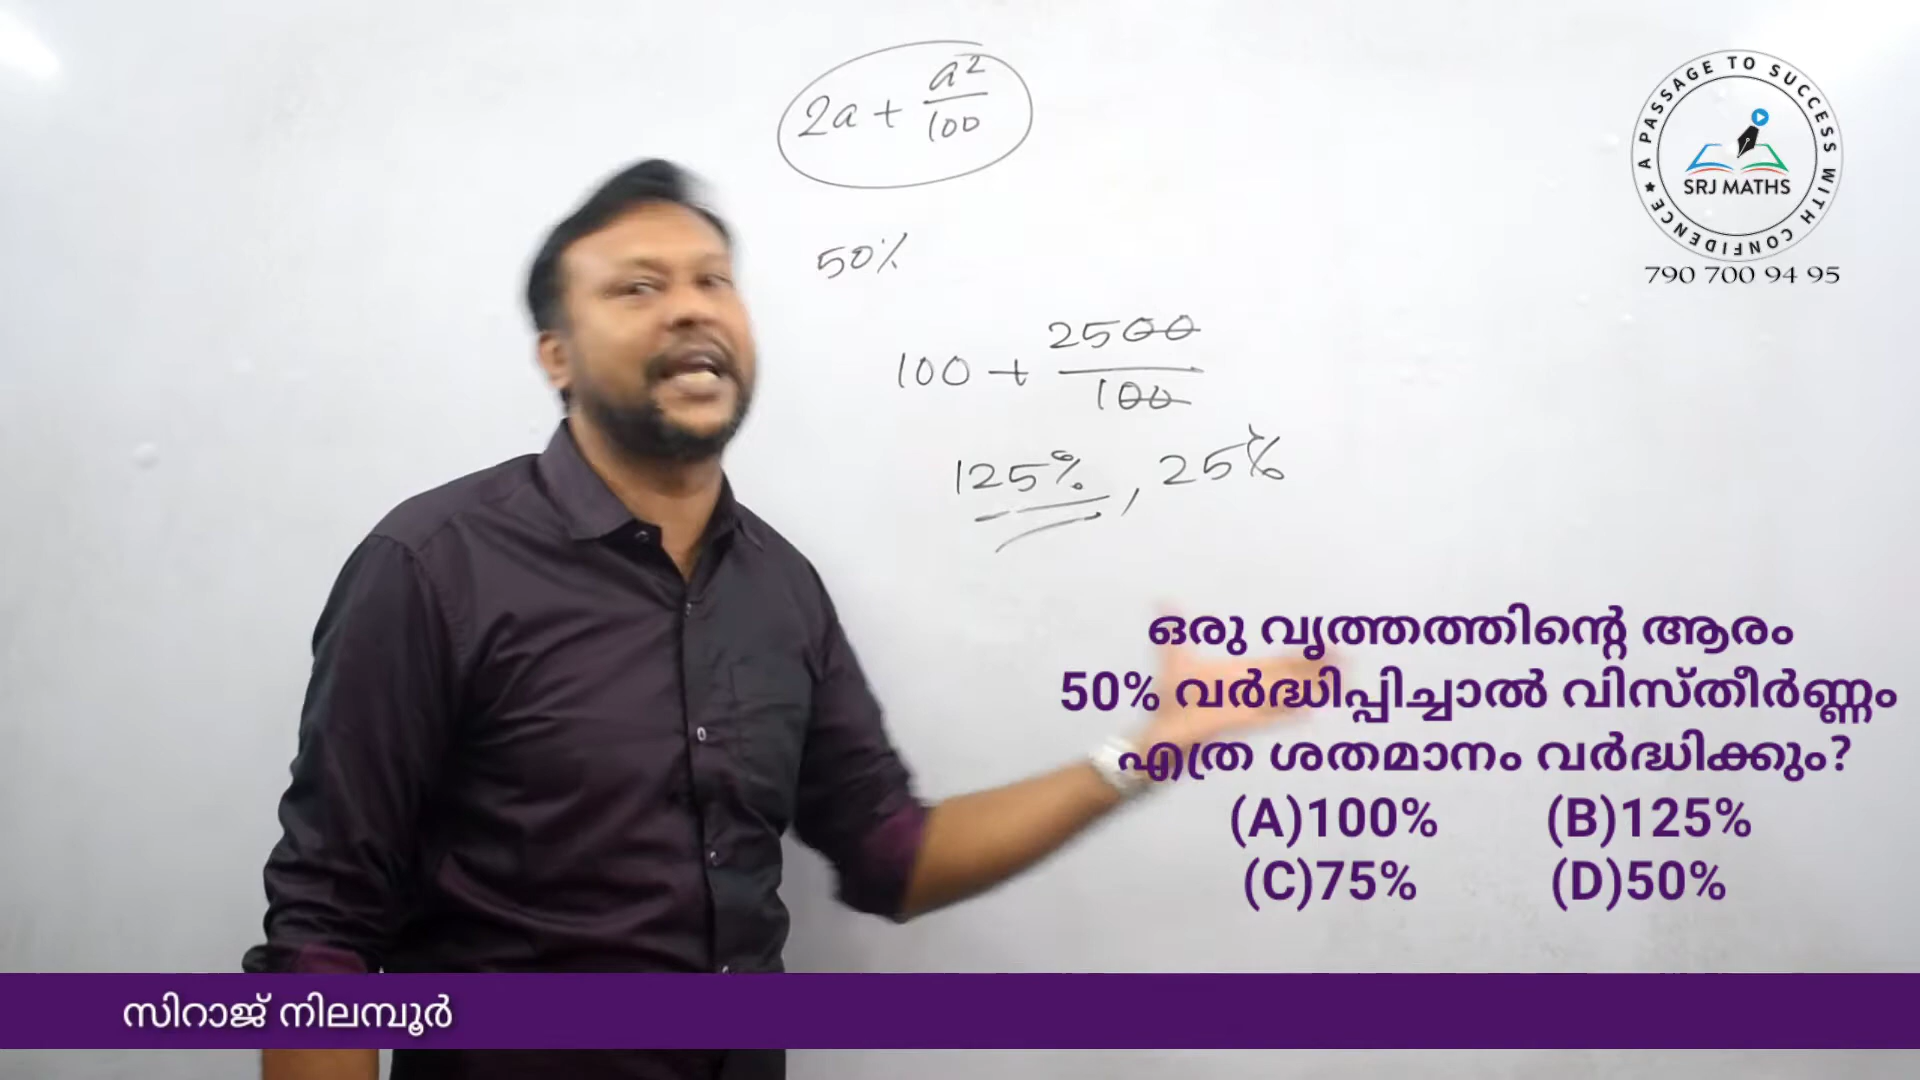 2a + a²/100
50%
100 + 2500/100
125%, 25%
A PASSAGE TO SUCCESS WITH CONFIDENCE
SRJ MATHS
790 700 94 95
ഒരു വൃത്തത്തിന്റെ ആരം
50% വർദ്ധിപ്പിച്ചാൽ വിസ്തീർണ്ണം
എത്ര ശതമാനം വർദ്ധിക്കും?
(A)100% (B)125%
(C)75% (D)50%
സിറാജ് നിലമ്പൂർ